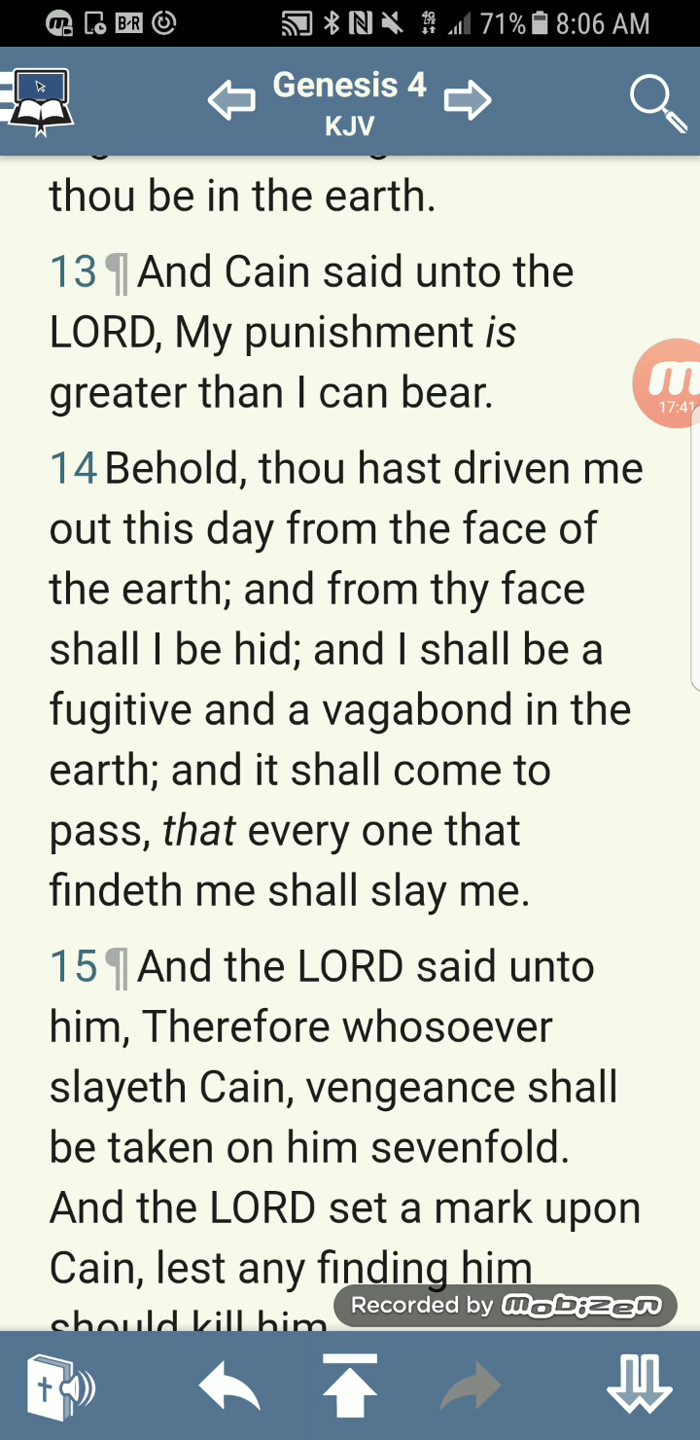 B-R 4G 71% 8:06 AM
Genesis 4
KJV
thou be in the earth.
13 ¶ And Cain said unto the
LORD, My punishment is
greater than I can bear.
m
17:41
14 Behold, thou hast driven me
out this day from the face of
the earth; and from thy face
shall I be hid; and I shall be a
fugitive and a vagabond in the
earth; and it shall come to
pass, that every one that
findeth me shall slay me.
15 ¶ And the LORD said unto
him, Therefore whosoever
slayeth Cain, vengeance shall
be taken on him sevenfold.
And the LORD set a mark upon
Cain, lest any finding him
should kill him.
Recorded by mobizen